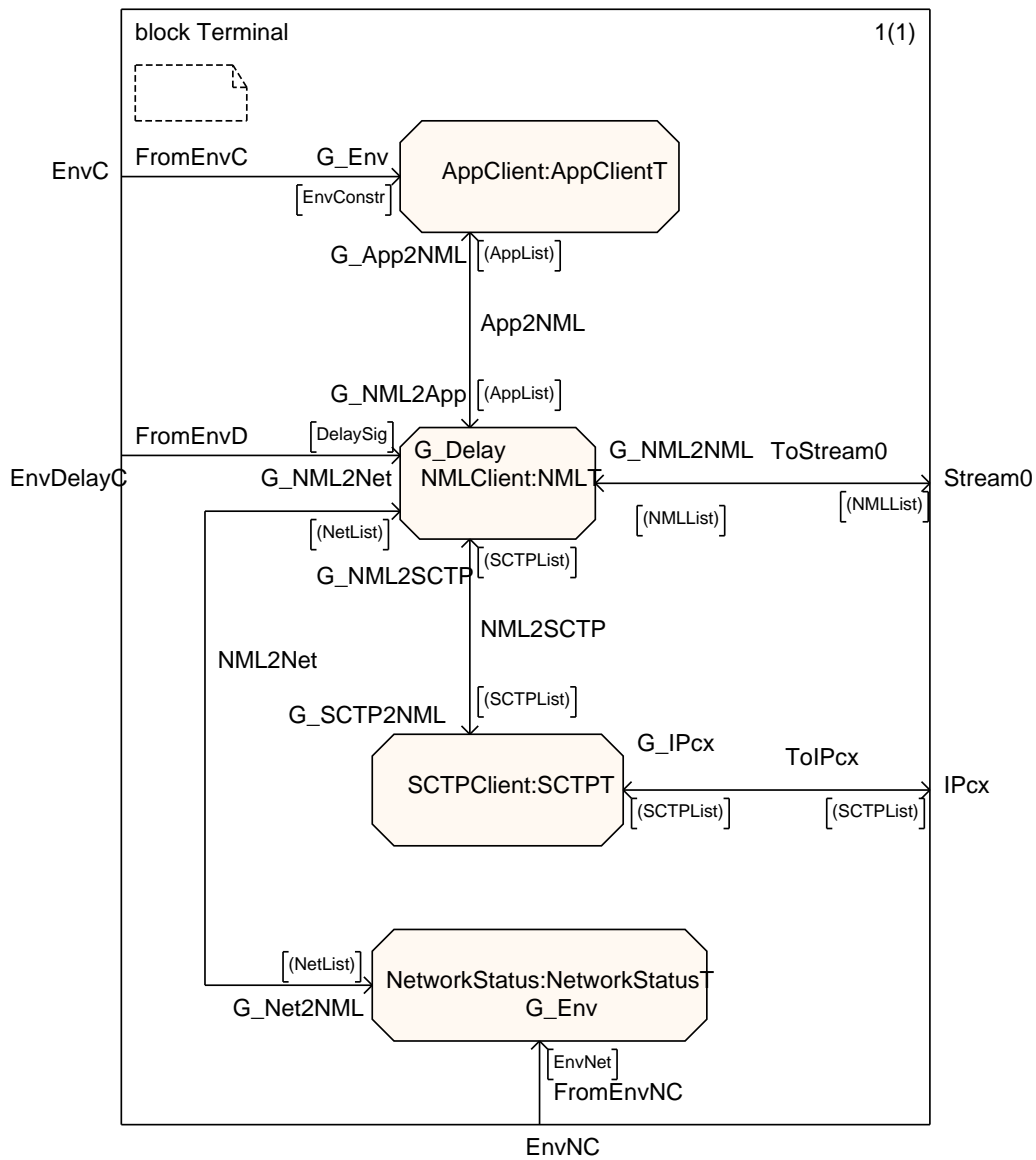 block Terminal
1(1)
EnvC
FromEnvC
G_Env
[EnvConstr]
AppClient:AppClientT
G_App2NML
[(AppList)]
App2NML
G_NML2App
[(AppList)]
EnvDelayC
FromEnvD
[DelaySig]
G_Delay
NMLClient:NMLT
G_NML2Net
[(NetList)]
G_NML2NML
ToStream0
Stream0
[(NMLList)]
[(NMLList)]
G_NML2SCTP
[(SCTPList)]
NML2SCTP
NML2Net
G_SCTP2NML
[(SCTPList)]
SCTPClient:SCTPT
G_IPcx
ToIPcx
IPcx
[(SCTPList)]
[(SCTPList)]
[(NetList)]
G_Net2NML
NetworkStatus:NetworkStatusT
G_Env
[EnvNet]
FromEnvNC
EnvNC